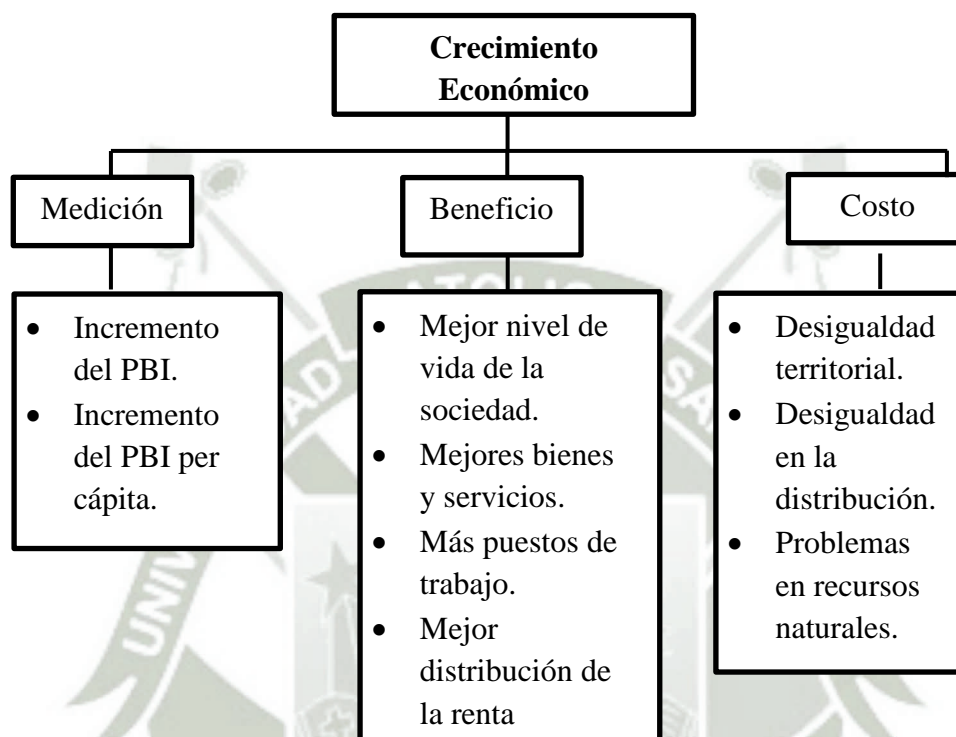 Crecimiento
Económico
Medición
Beneficio
Costo
• Incremento
del PBI.
• Incremento
del PBI per
cápita.
• Mejor nivel de
vida de la
sociedad.
• Mejores bienes
y servicios.
• Más puestos de
trabajo.
• Mejor
distribución de
la renta
• Desigualdad
territorial.
• Desigualdad
en la
distribución.
• Problemas
en recursos
naturales.